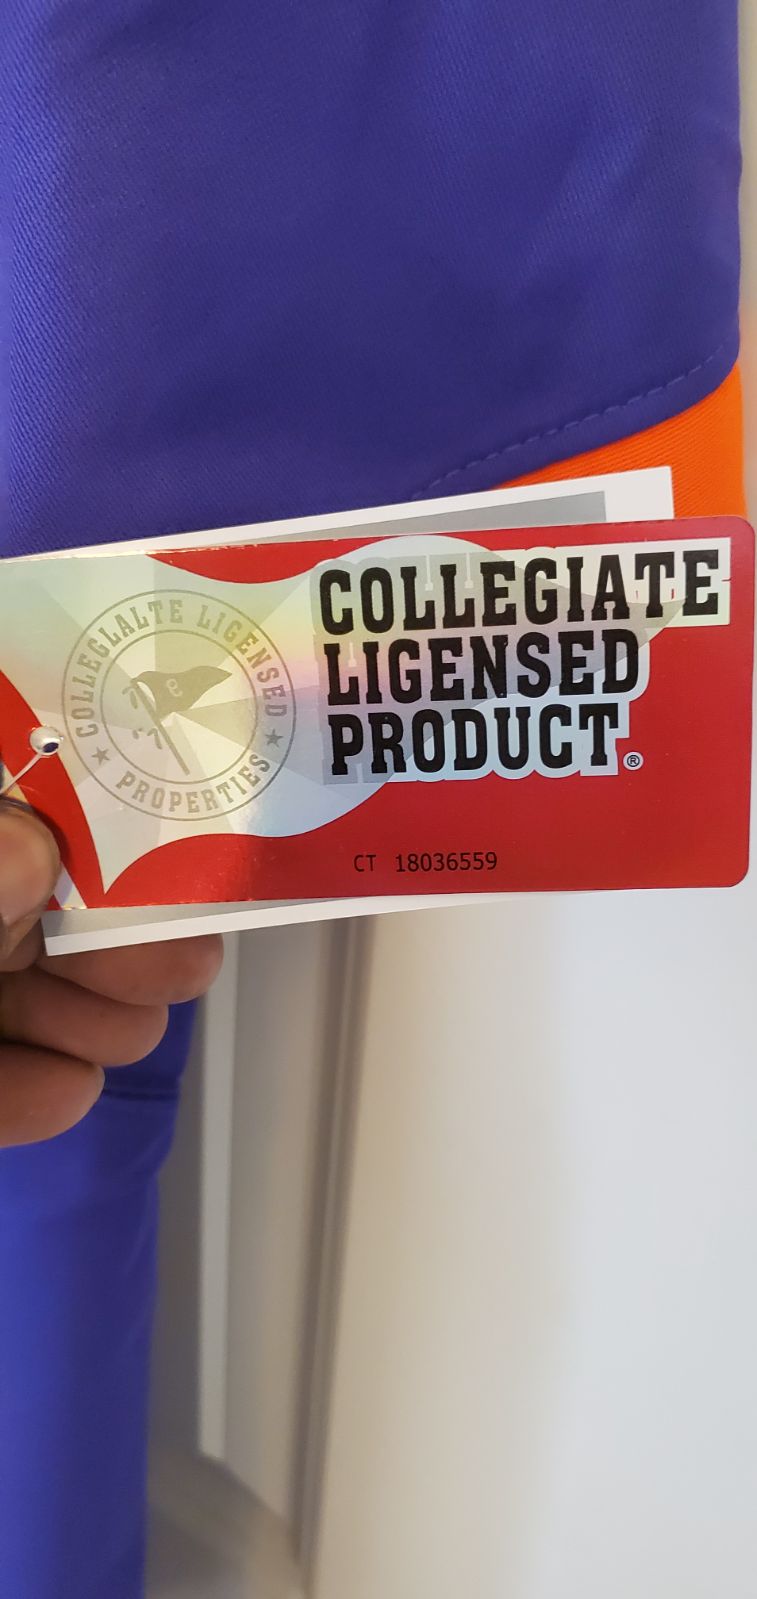 COLLEGLALTE LIGENSED
PROPERTIES
COLLEGIATE
LIGENSED
PRODUCT®
CT 18036559